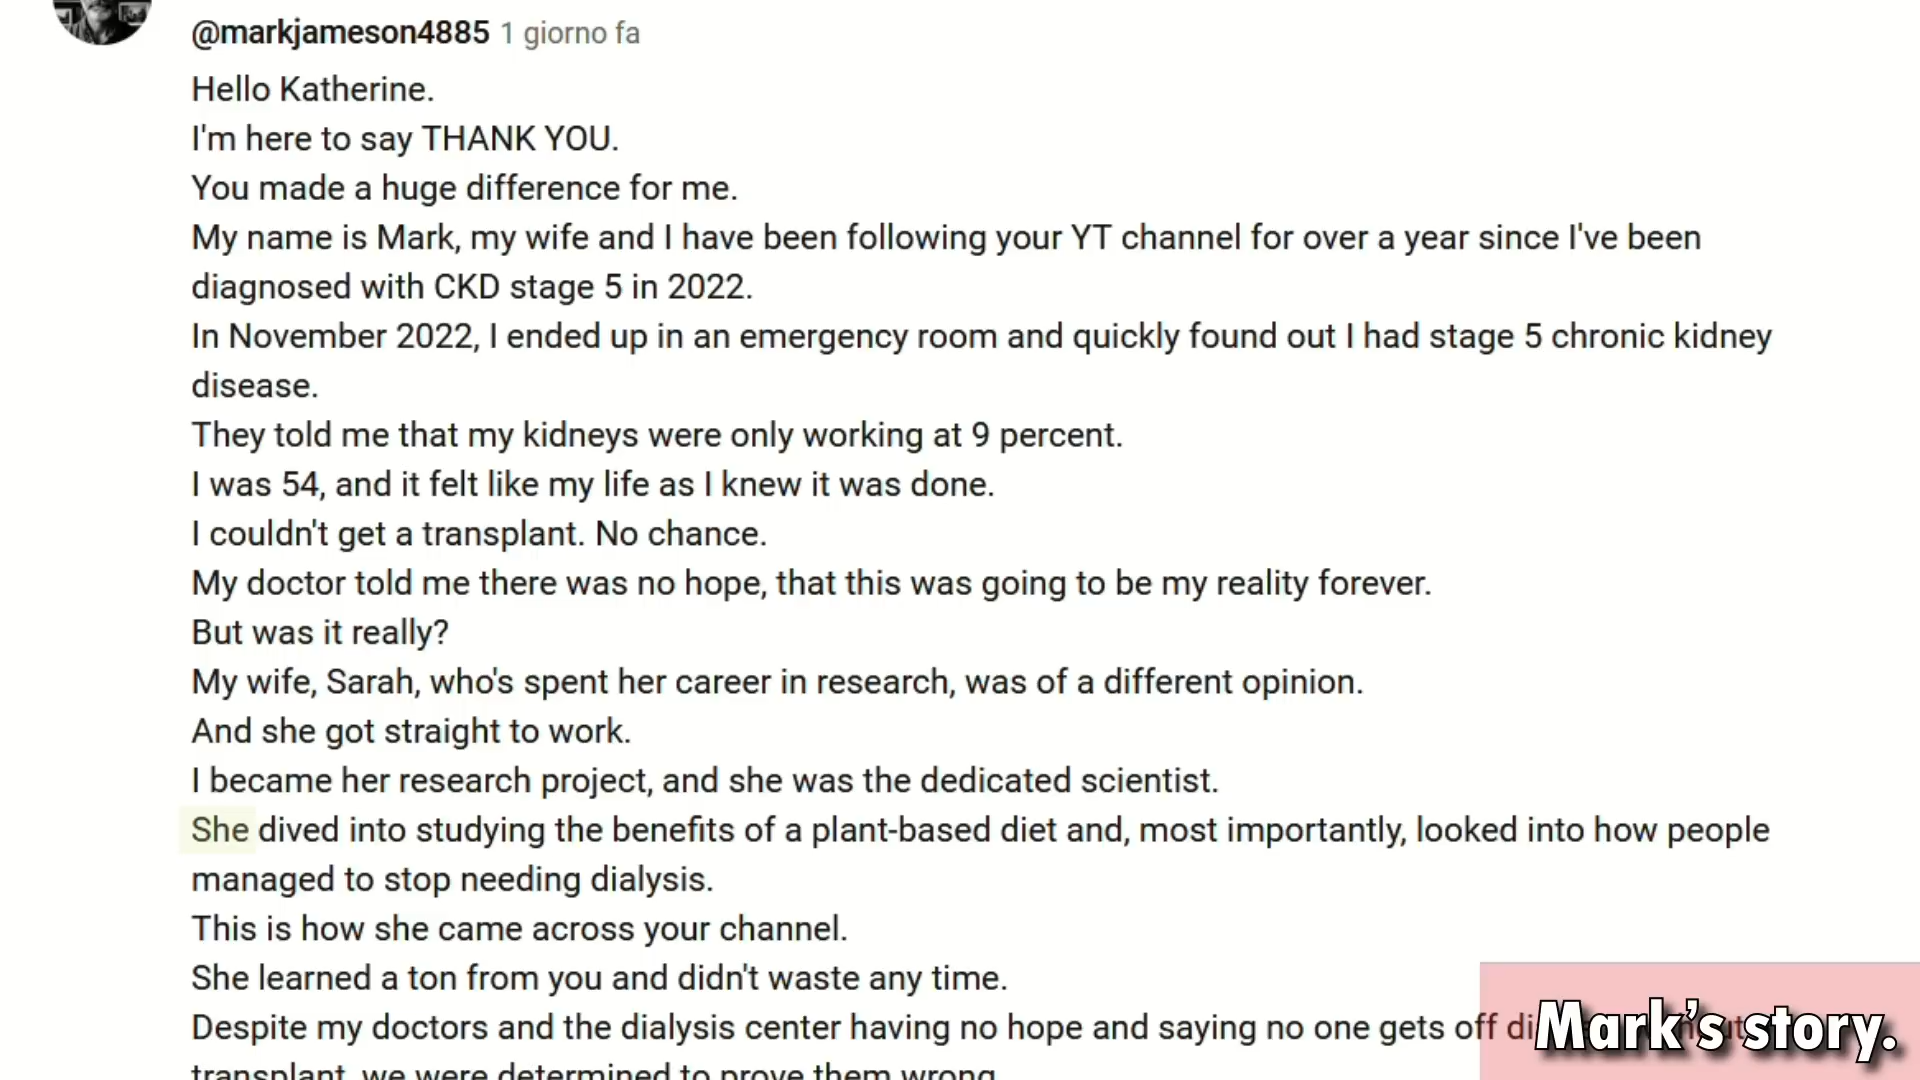 @markjameson4885 1 giorno fa
Hello Katherine.
I'm here to say THANK YOU.
You made a huge difference for me.
My name is Mark, my wife and I have been following your YT channel for over a year since I've been
diagnosed with CKD stage 5 in 2022.
In November 2022, I ended up in an emergency room and quickly found out I had stage 5 chronic kidney
disease.
They told me that my kidneys were only working at 9 percent.
I was 54, and it felt like my life as I knew it was done.
I couldn't get a transplant. No chance.
My doctor told me there was no hope, that this was going to be my reality forever.
But was it really?
My wife, Sarah, who's spent her career in research, was of a different opinion.
And she got straight to work.
I became her research project, and she was the dedicated scientist.
She dived into studying the benefits of a plant-based diet and, most importantly, looked into how people
managed to stop needing dialysis.
This is how she came across your channel.
She learned a ton from you and didn't waste any time.
Despite my doctors and the dialysis center having no hope and saying no one gets off
transplant, we were determined to prove them wrong.
Mark's story.